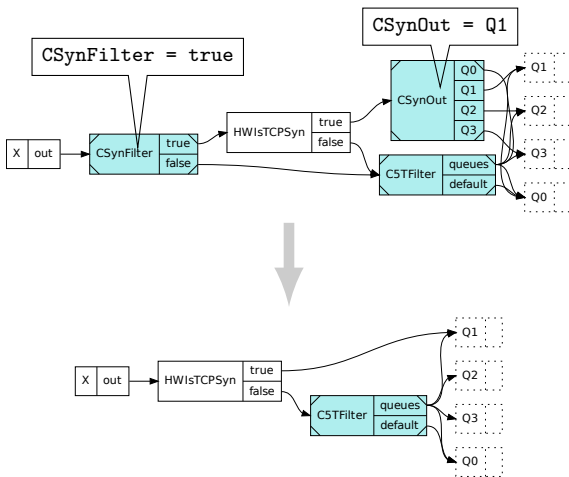 CSynFilter = true
CSynOut = Q1
X out
CSynFilter true false
HWIsTCPSyn true false
CSynOut Q0 Q1 Q2 Q3
C5TFilter queues default
Q1
Q2
Q3
Q0
X out
HWIsTCPSyn true false
C5TFilter queues default
Q1
Q2
Q3
Q0